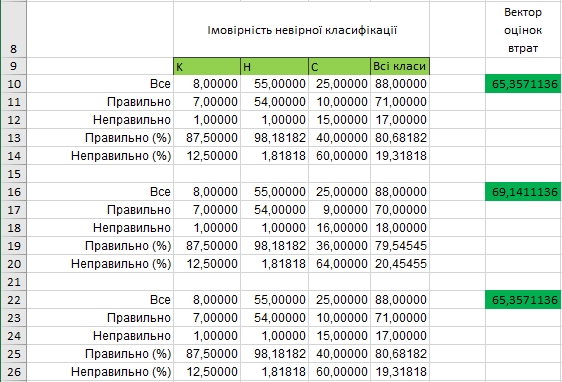 8 Імовірність невірної класифікації Вектор оцінок втрат
9 К Н С Всі класи
10 Все 8,00000 55,00000 25,00000 88,00000 65,3571136
11 Правильно 7,00000 54,00000 10,00000 71,00000
12 Неправильно 1,00000 1,00000 15,00000 17,00000
13 Правильно (%) 87,50000 98,18182 40,00000 80,68182
14 Неправильно (%) 12,50000 1,81818 60,00000 19,31818
15
16 Все 8,00000 55,00000 25,00000 88,00000 69,1411136
17 Правильно 7,00000 54,00000 9,00000 70,00000
18 Неправильно 1,00000 1,00000 16,00000 18,00000
19 Правильно (%) 87,50000 98,18182 36,00000 79,54545
20 Неправильно (%) 12,50000 1,81818 64,00000 20,45455
21
22 Все 8,00000 55,00000 25,00000 88,00000 65,3571136
23 Правильно 7,00000 54,00000 10,00000 71,00000
24 Неправильно 1,00000 1,00000 15,00000 17,00000
25 Правильно (%) 87,50000 98,18182 40,00000 80,68182
26 Неправильно (%) 12,50000 1,81818 60,00000 19,31818